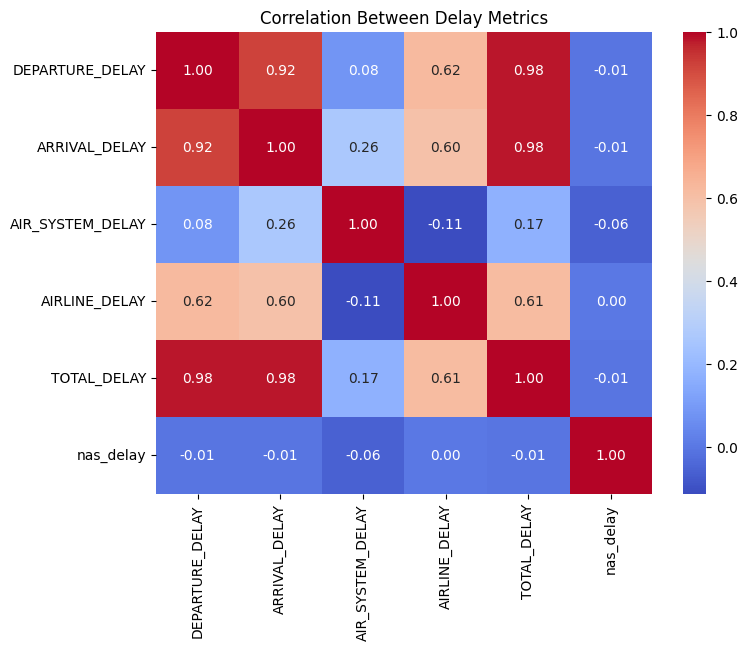 Correlation Between Delay Metrics
DEPARTURE_DELAY 1.00 0.92 0.08 0.62 0.98 -0.01
ARRIVAL_DELAY 0.92 1.00 0.26 0.60 0.98 -0.01
AIR_SYSTEM_DELAY 0.08 0.26 1.00 -0.11 0.17 -0.06
AIRLINE_DELAY 0.62 0.60 -0.11 1.00 0.61 0.00
TOTAL_DELAY 0.98 0.98 0.17 0.61 1.00 -0.01
nas_delay -0.01 -0.01 -0.06 0.00 -0.01 1.00
DEPARTURE_DELAY
ARRIVAL_DELAY
AIR_SYSTEM_DELAY
AIRLINE_DELAY
TOTAL_DELAY
nas_delay
1.0
0.8
0.6
0.4
0.2
0.0